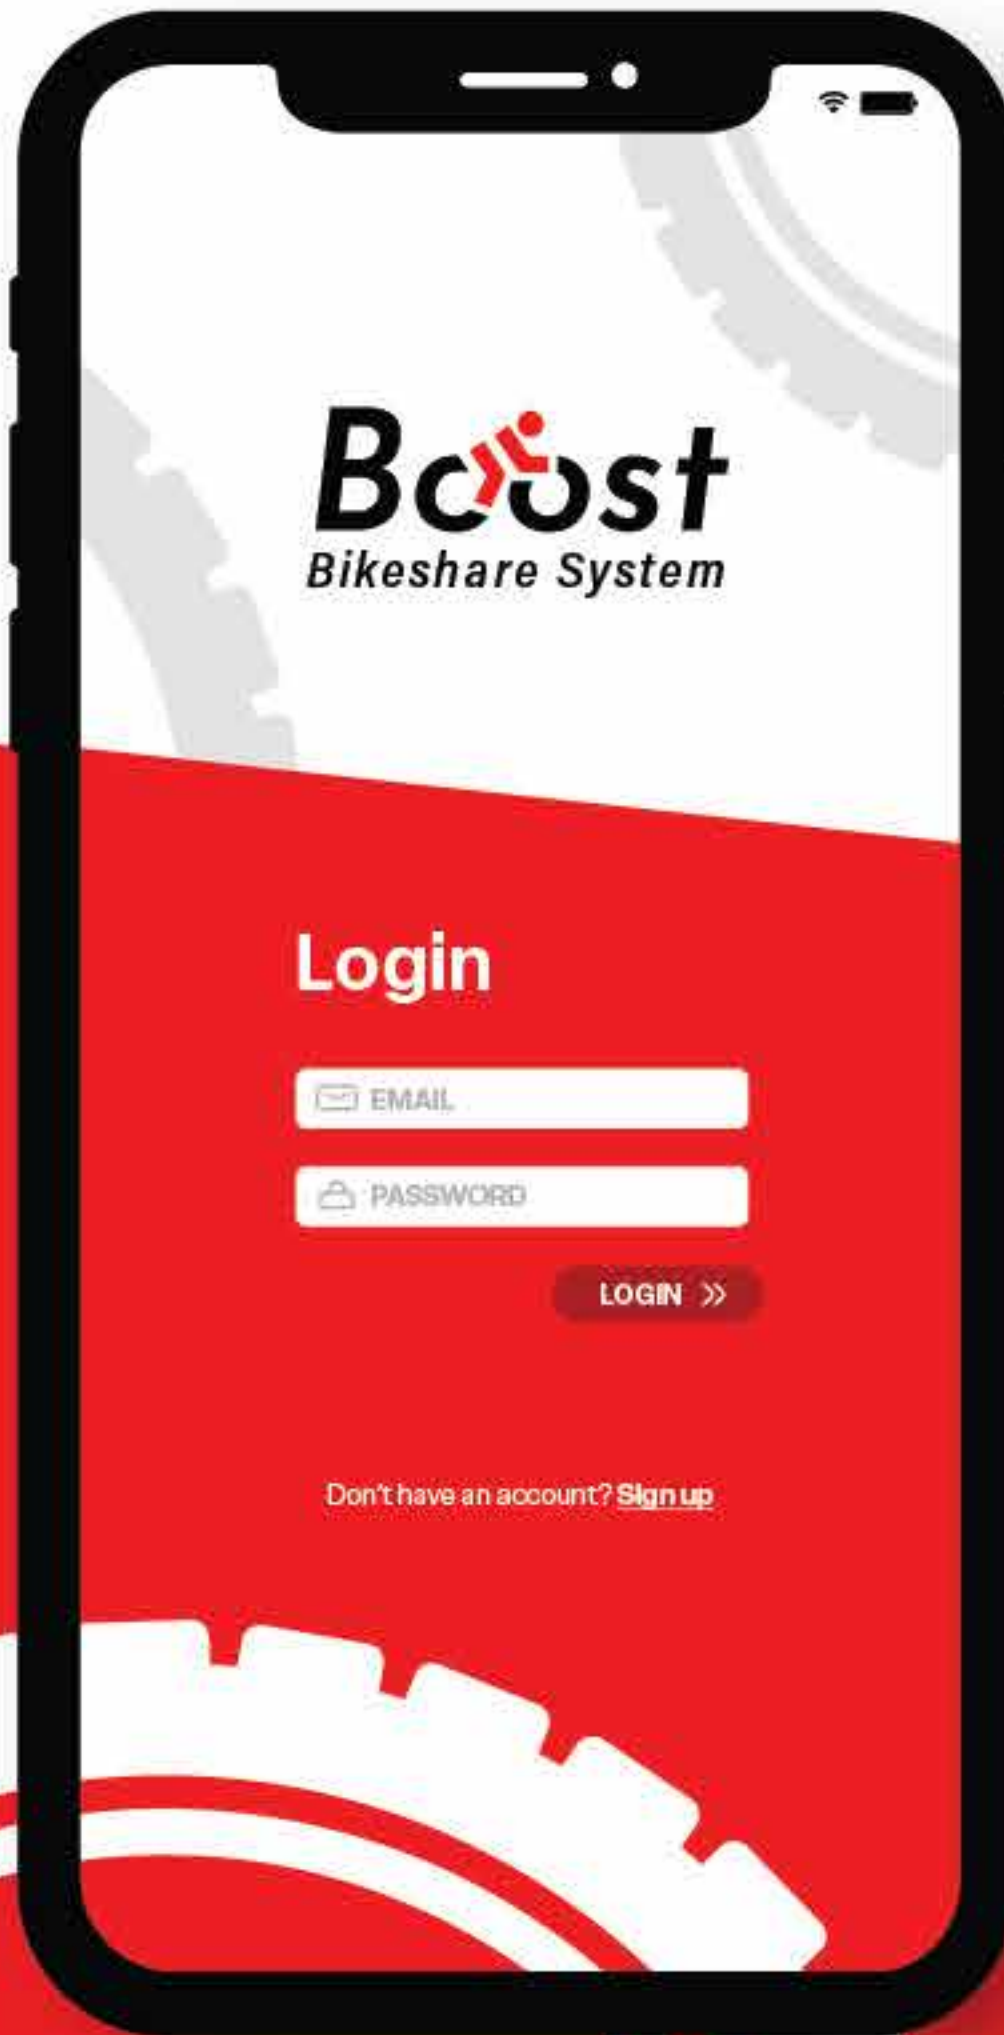 Boost
Bikeshare System
Login
EMAIL
PASSWORD
LOGIN »
Don't have an account? Sign up